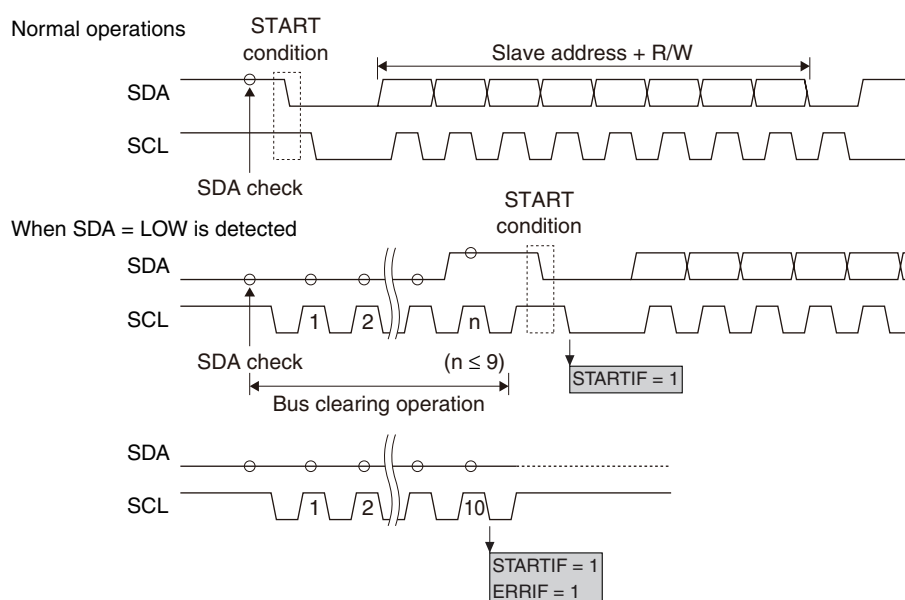 Normal operations
START
condition
Slave address + R/W
SDA
SCL
SDA check
START
condition
When SDA = LOW is detected
SDA
SCL
1
2
n
SDA check
(n ≤ 9)
STARTIF = 1
Bus clearing operation
SDA
SCL
1
2
10
STARTIF = 1
ERRIF = 1